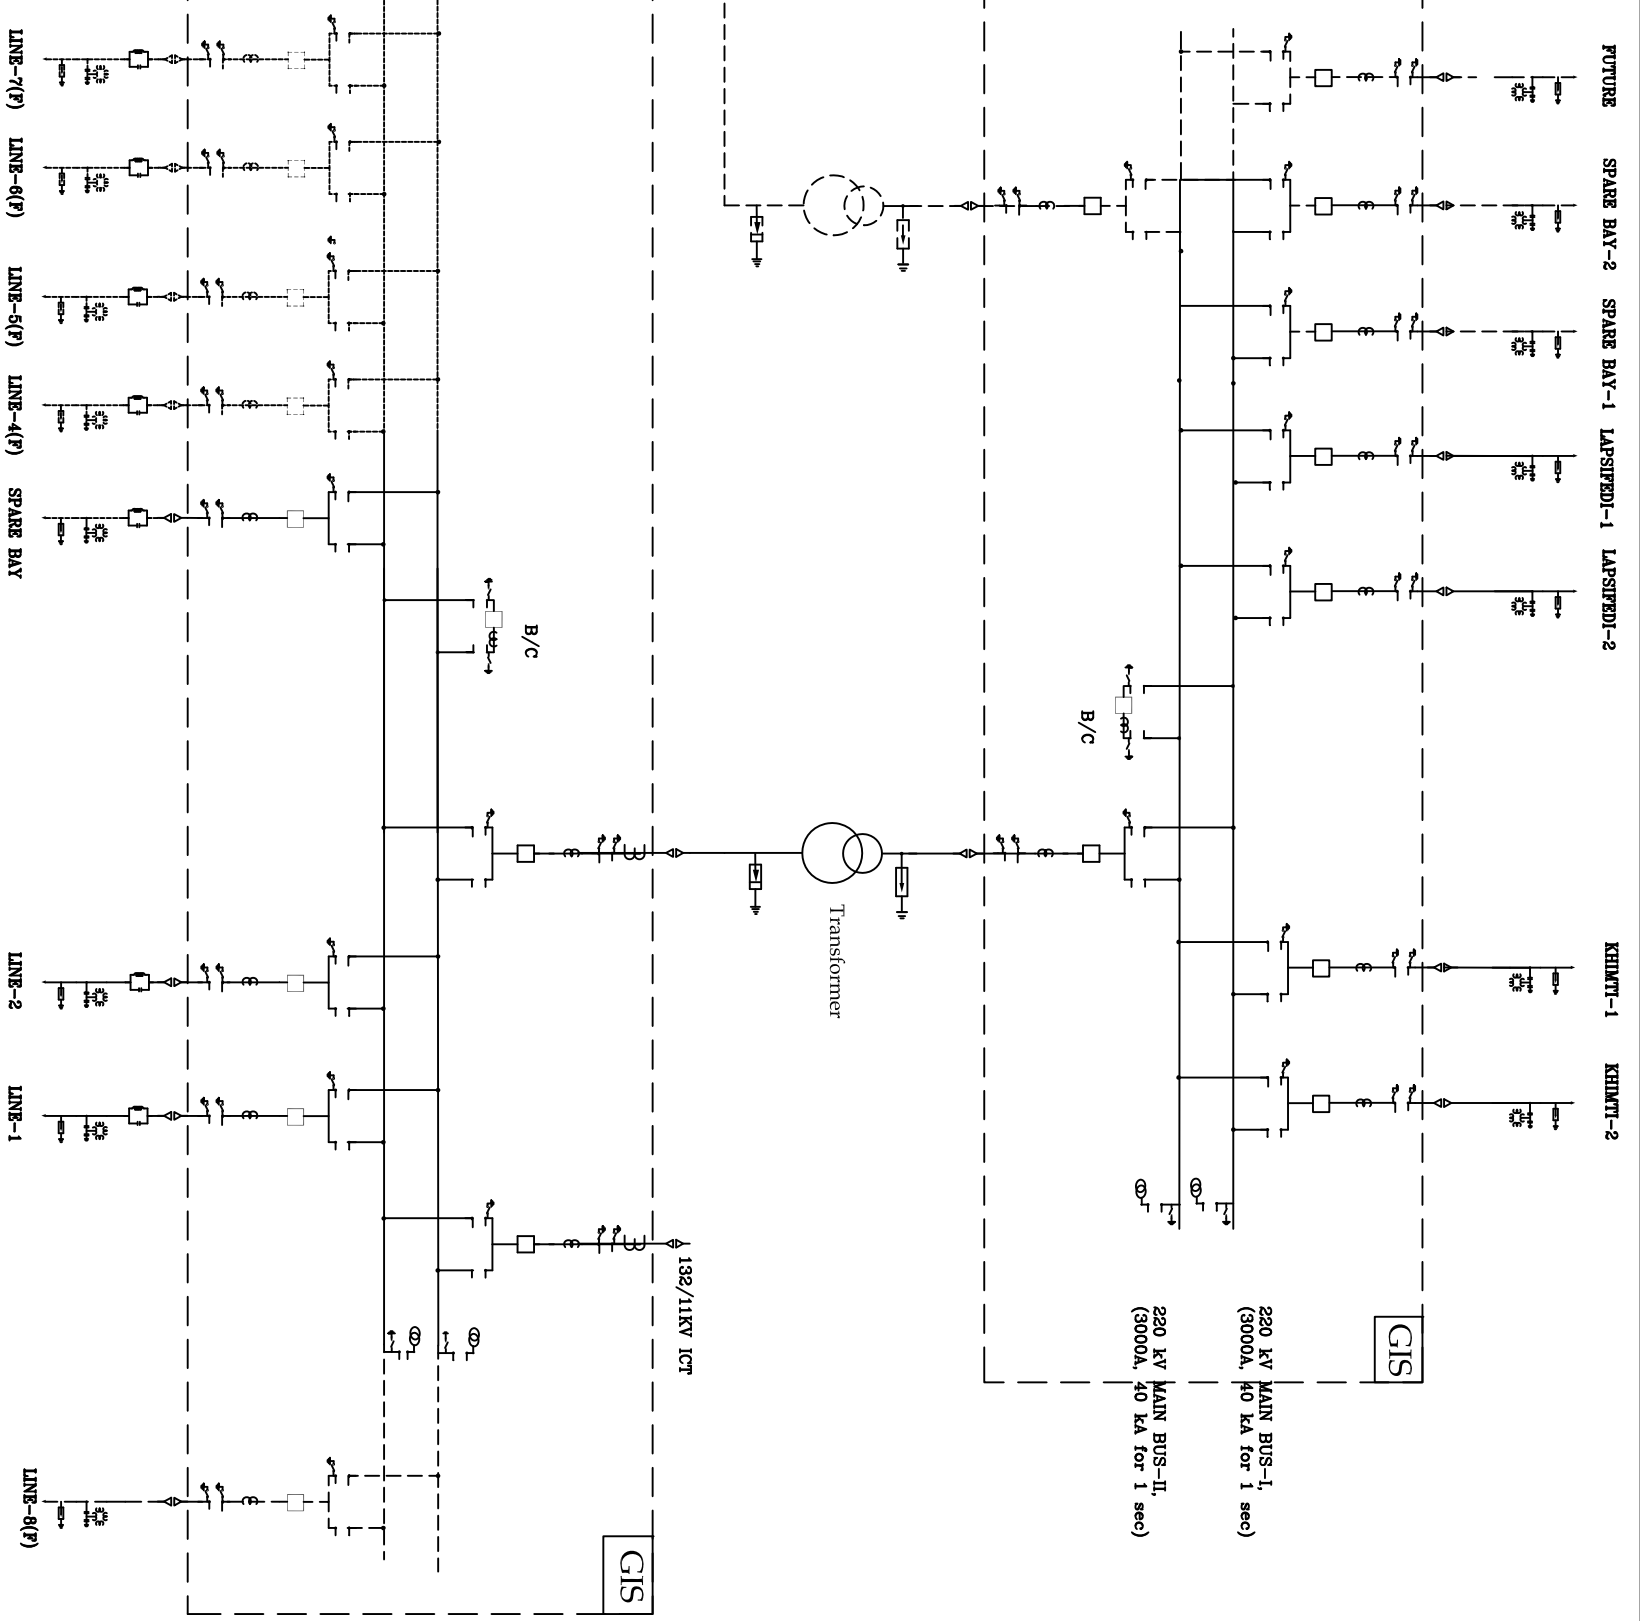 FUTURE
SPARE BAY-2
SPARE BAY-1
LAPSIFEDI-1
LAPSIFEDI-2
KHIMTI-1
KHIMTI-2
GIS
220 kV MAIN BUS-I,
(3000A, 40 kA for 1 sec)
220 kV MAIN BUS-II,
(3000A, 40 kA for 1 sec)
B/C
Transformer
132/11KV ICT
GIS
B/C
LINE-7(F)
LINE-6(F)
LINE-5(F)
LINE-4(F)
SPARE BAY
LINE-2
LINE-1
LINE-8(F)